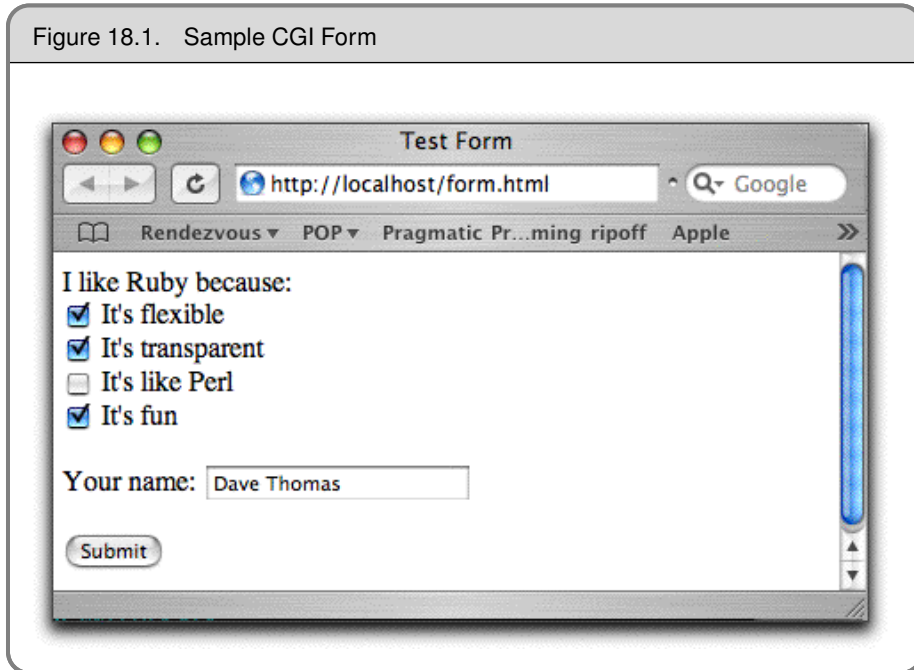 Figure 18.1. Sample CGI Form
Test Form
http://localhost/form.html
Google
Rendezvous POP Pragmatic Pr...ming ripoff Apple
I like Ruby because:
It's flexible
It's transparent
It's like Perl
It's fun
Your name: Dave Thomas
Submit